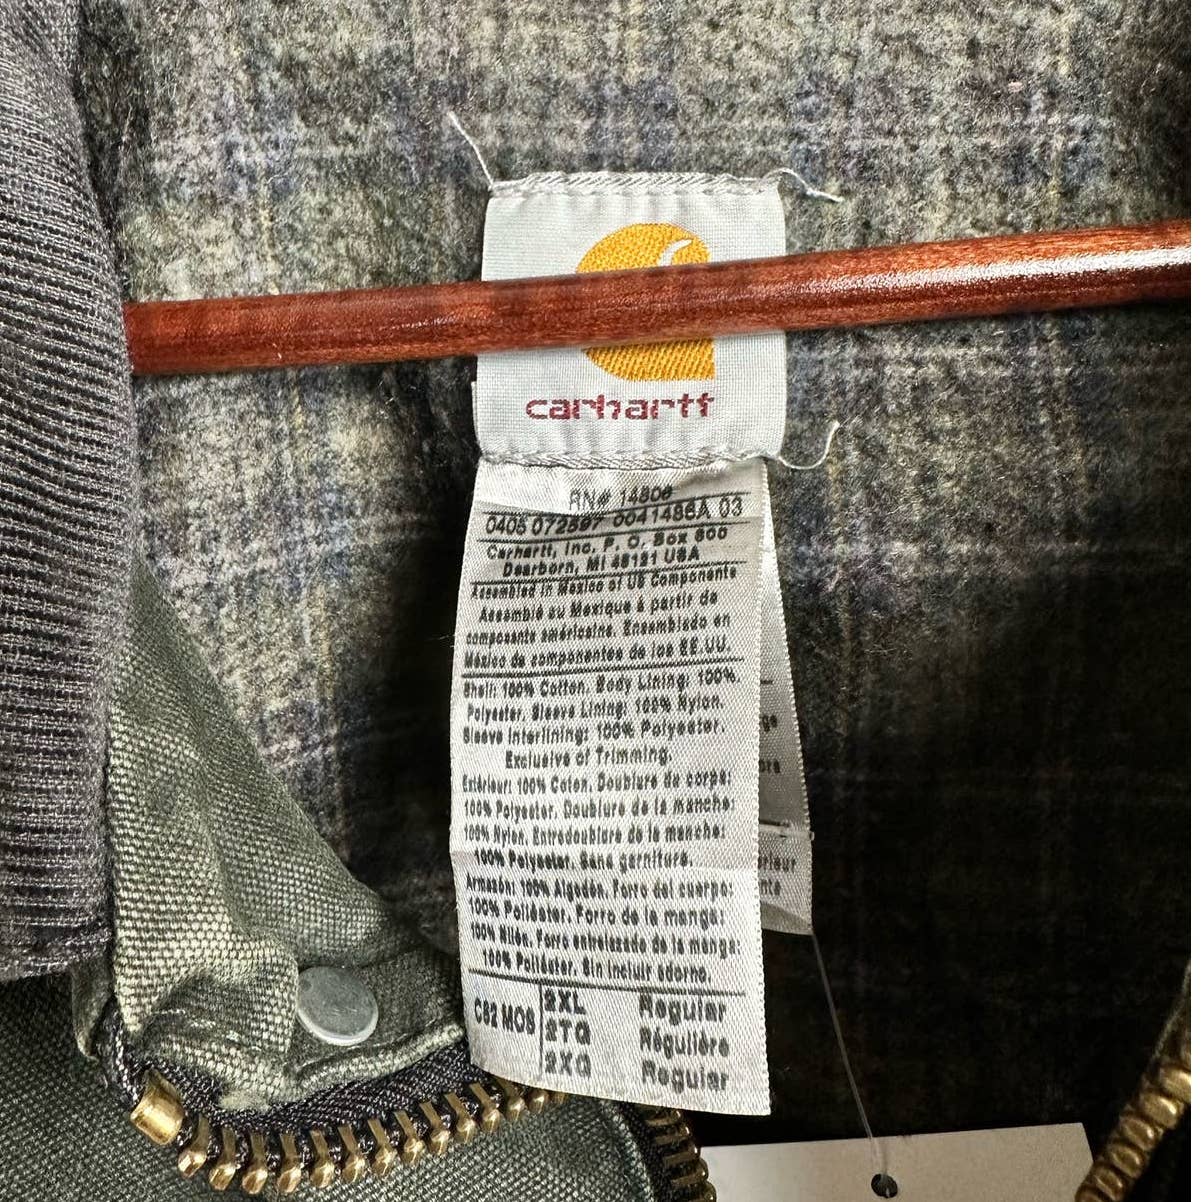 carhartt
RN# 14806
0405 072597 0041486A 03
Carhartt, Inc. P. O. Box 600
Dearborn, MI 48121 USA
Assembled in Mexico of US Components
Assemblé au Mexique à partir de
composants américains. Ensamblado en
México de componentes de los EE.UU.
Shell: 100% Cotton. Body Lining: 100%.
Polyester. Sleeve Lining: 100% Nylon.
Sleeve Interlining: 100% Polyester.
Exclusive of Trimming.
Extérieur: 100% Coton. Doublure de corps:
100% Polyester. Doublure de la manche:
100% Nylon. Entredoublure de la manche:
100% Polyester. Sans garniture.
Armazón: 100% Algodón. Forro del cuerpo:
100% Poliéster. Forro de la manga:
100% Nilón. Forro entrelazado de la manga:
100% Poliéster. Sin incluir adorno.
C62 MOS
2XL Regular
2TG Régulière
2XG Regular